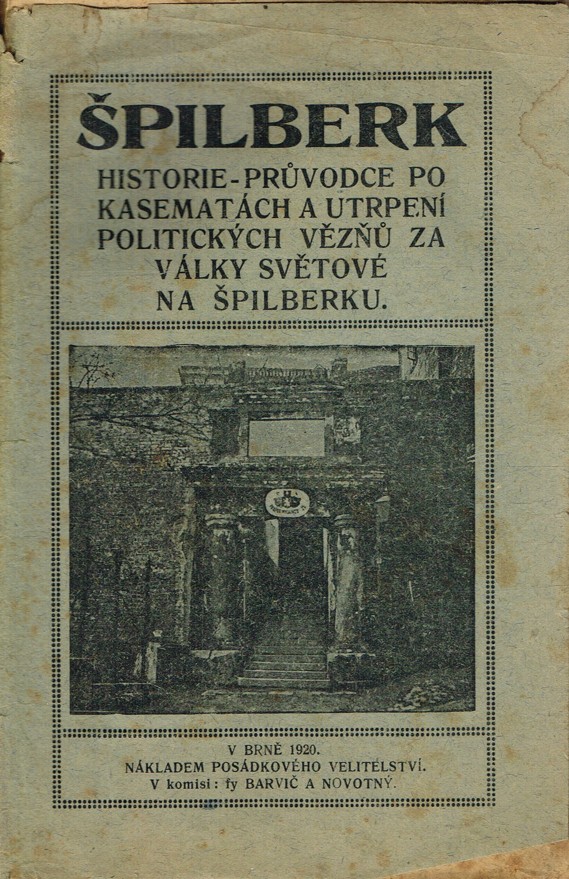 ŠPILBERK
HISTORIE-PRŮVODCE PO
KASEMATÁCH A UTRPENÍ
POLITICKÝCH VĚZŇŮ ZA
VÁLKY SVĚTOVÉ
NA ŠPILBERKU.
V BRNĚ 1920.
NÁKLADEM POSÁDKOVÉHO VELITELSTVÍ.
V komisi: fy BARVIČ A NOVOTNÝ.